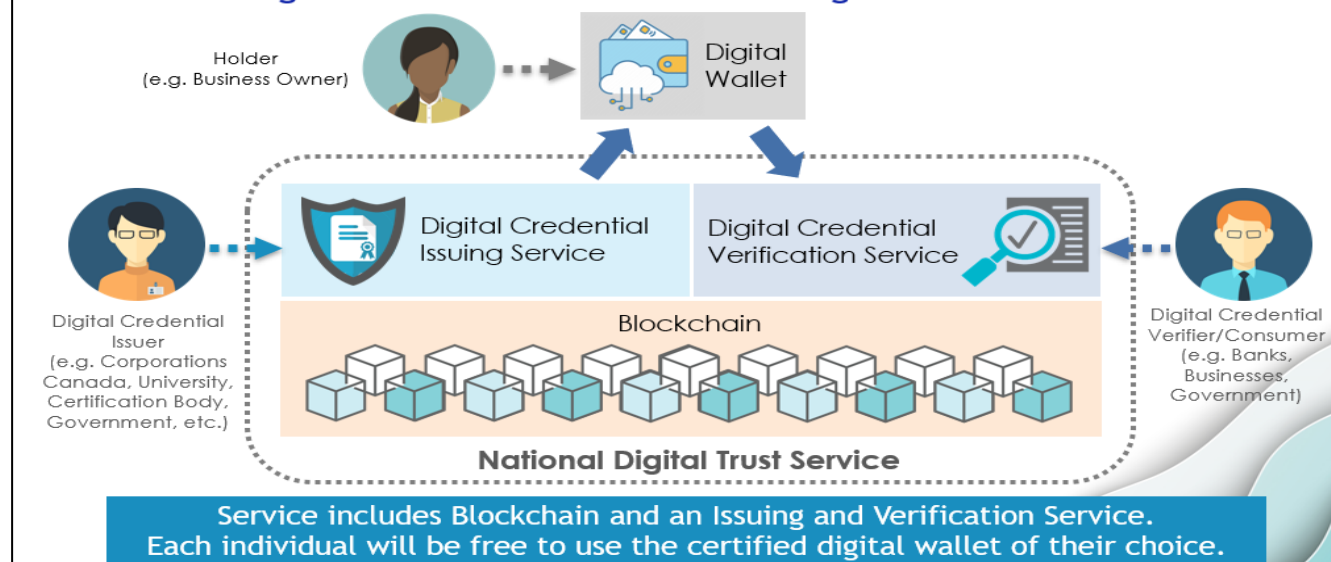 Holder
(e.g. Business Owner)
Digital
Wallet
Digital Credential
Issuing Service
Digital Credential
Verification Service
Digital Credential
Issuer
(e.g. Corporations
Canada, University,
Certification Body,
Government, etc.)
Blockchain
Digital Credential
Verifier/Consumer
(e.g. Banks,
Businesses,
Government)
National Digital Trust Service
Service includes Blockchain and an Issuing and Verification Service.
Each individual will be free to use the certified digital wallet of their choice.